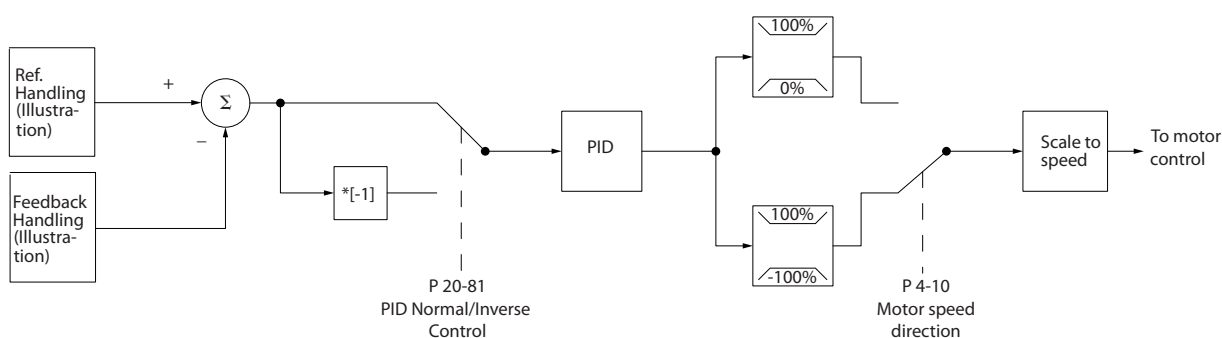 Ref.
Handling
(Illustra-
tion)
Feedback
Handling
(Illustra-
tion)
+
–
Σ
*[-1]
P 20-81
PID Normal/Inverse
Control
PID
100%
0%
100%
-100%
P 4-10
Motor speed
direction
Scale to
speed
To motor
control